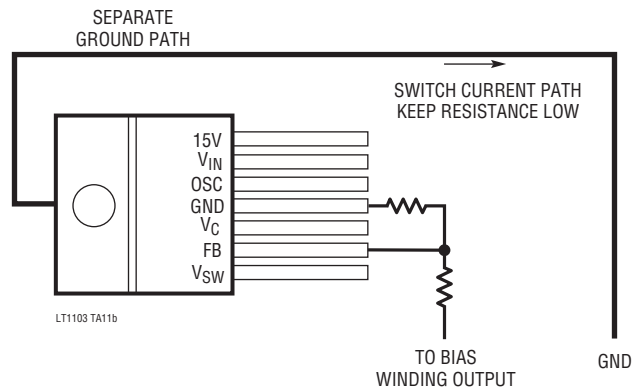 SEPARATE
GROUND PATH
SWITCH CURRENT PATH
KEEP RESISTANCE LOW
15V
VIN
OSC
GND
VC
FB
VSW
LT1103 TA11b
TO BIAS
WINDING OUTPUT
GND